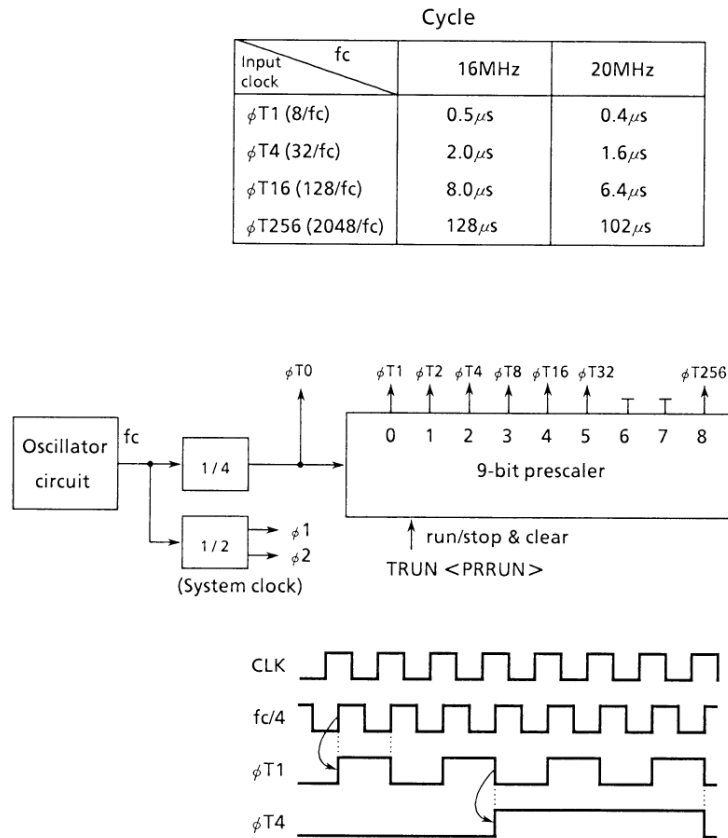 Cycle
fc
Input clock
16MHz 20MHz
φT1 (8/fc) 0.5μs 0.4μs
φT4 (32/fc) 2.0μs 1.6μs
φT16 (128/fc) 8.0μs 6.4μs
φT256 (2048/fc) 128μs 102μs
φT0 φT1 φT2 φT4 φT8 φT16 φT32 φT256
0 1 2 3 4 5 6 7 8
9-bit prescaler
Oscillator circuit
fc
1/4
1/2
φ1
φ2
(System clock)
run/stop & clear
TRUN <PRRUN>
CLK
fc/4
φT1
φT4